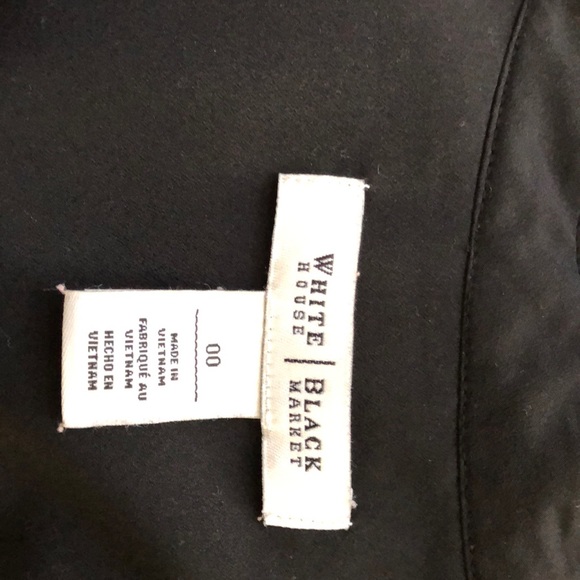 WHITE | BLACK
HOUSE MARKET
00
MADE IN
VIETNAM
FABRIQUÉ AU
VIETNAM
HECHO EN
VIETNAM